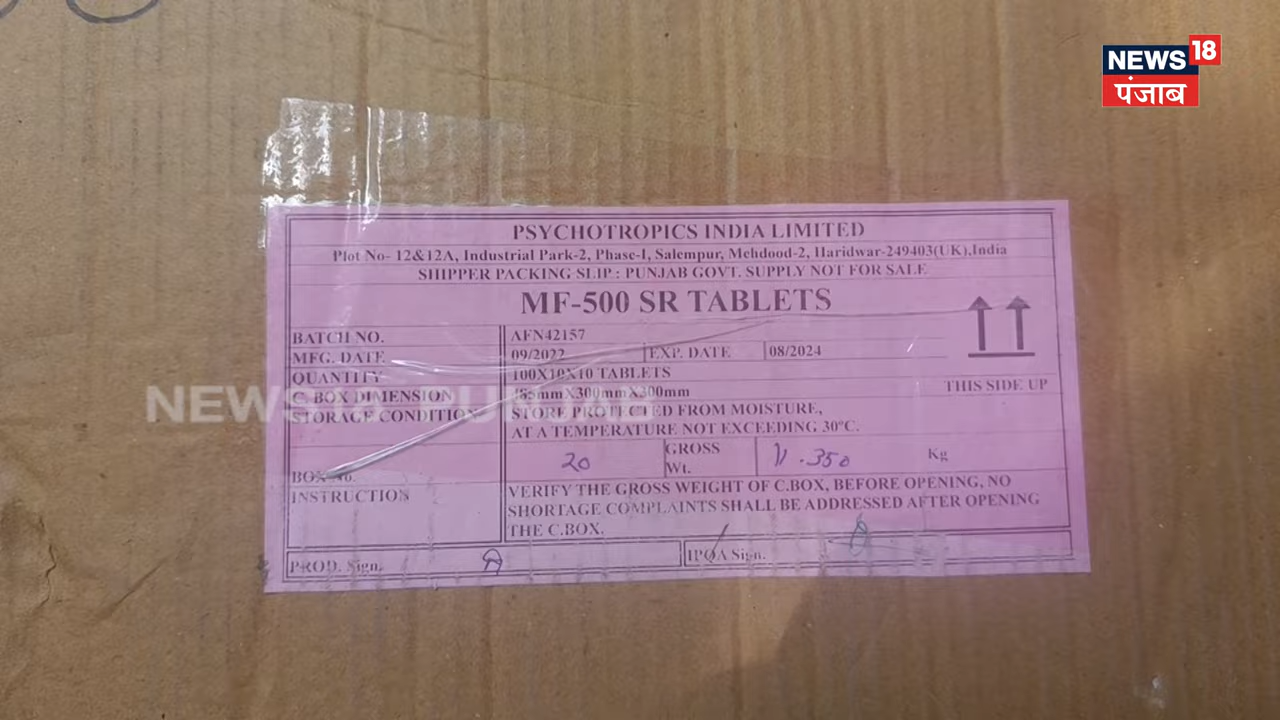 NEWS 18
पंजाब
PSYCHOTROPICS INDIA LIMITED
Plot No- 12&12A, Industrial Park-2, Phase-I, Salempur, Mehdood-2, Haridwar-249403(UK),India
SHIPPER PACKING SLIP : PUNJAB GOVT. SUPPLY NOT FOR SALE
MF-500 SR TABLETS
BATCH NO. AFN42157
MFG. DATE 09/2022 EXP. DATE 08/2024
QUANTITY 100X10X10 TABLETS
C.BOX DIMENSION X300mmX300mm
THIS SIDE UP
STORAGE CONDITION STORE PROTECTED FROM MOISTURE,
AT A TEMPERATURE NOT EXCEEDING 30°C.
BOX No. 20 GROSS Wt. 11.350 Kg
INSTRUCTION VERIFY THE GROSS WEIGHT OF C.BOX, BEFORE OPENING, NO
SHORTAGE COMPLAINTS SHALL BE ADDRESSED AFTER OPENING
THE C.BOX.
PROD. Sign. IPQA Sign.